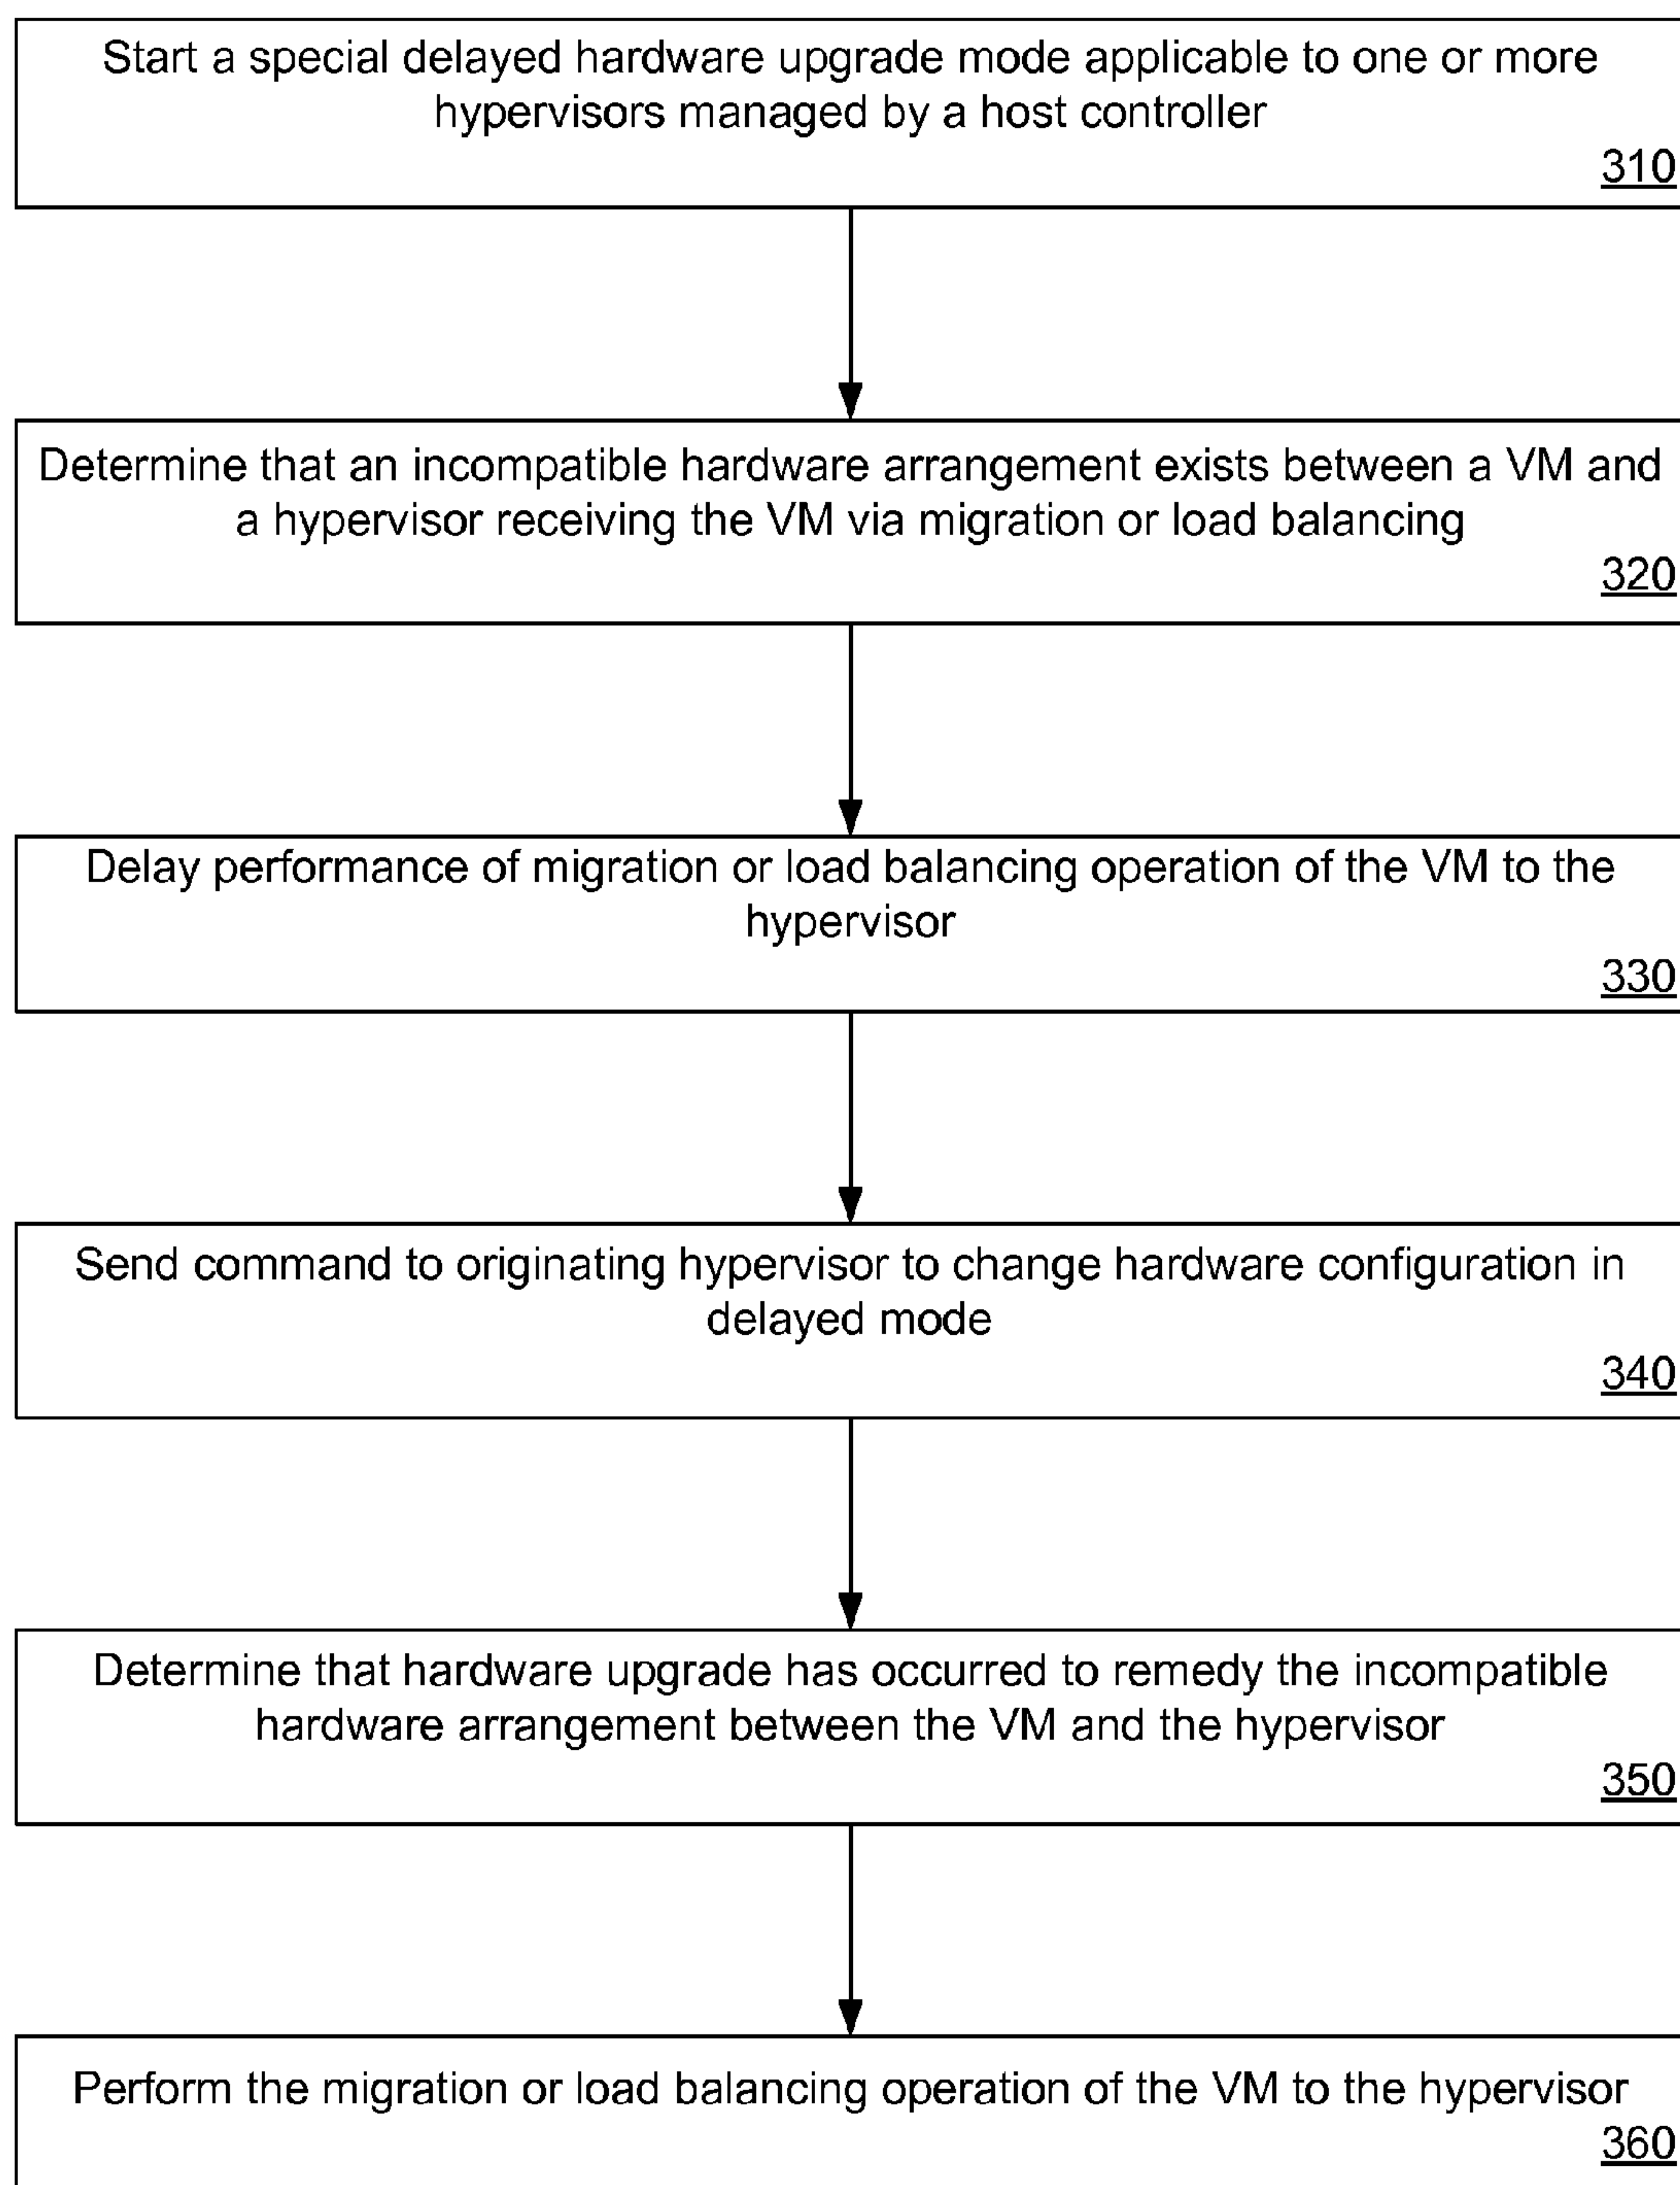 Start a special delayed hardware upgrade mode applicable to one or more
hypervisors managed by a host controller
310
Determine that an incompatible hardware arrangement exists between a VM and
a hypervisor receiving the VM via migration or load balancing
320
Delay performance of migration or load balancing operation of the VM to the
hypervisor
330
Send command to originating hypervisor to change hardware configuration in
delayed mode
340
Determine that hardware upgrade has occurred to remedy the incompatible
hardware arrangement between the VM and the hypervisor
350
Perform the migration or load balancing operation of the VM to the hypervisor
360